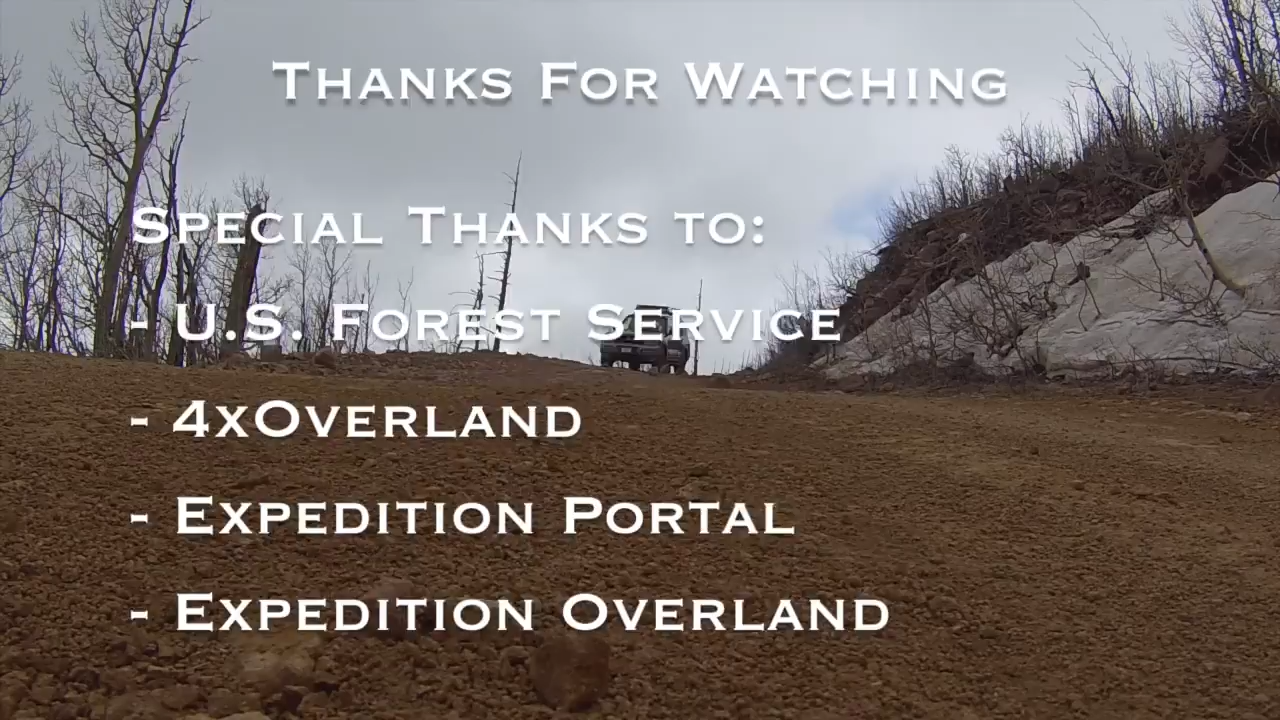 Thanks For Watching
Special Thanks to:
- U.S. Forest Service
- 4xOverland
- Expedition Portal
- Expedition Overland